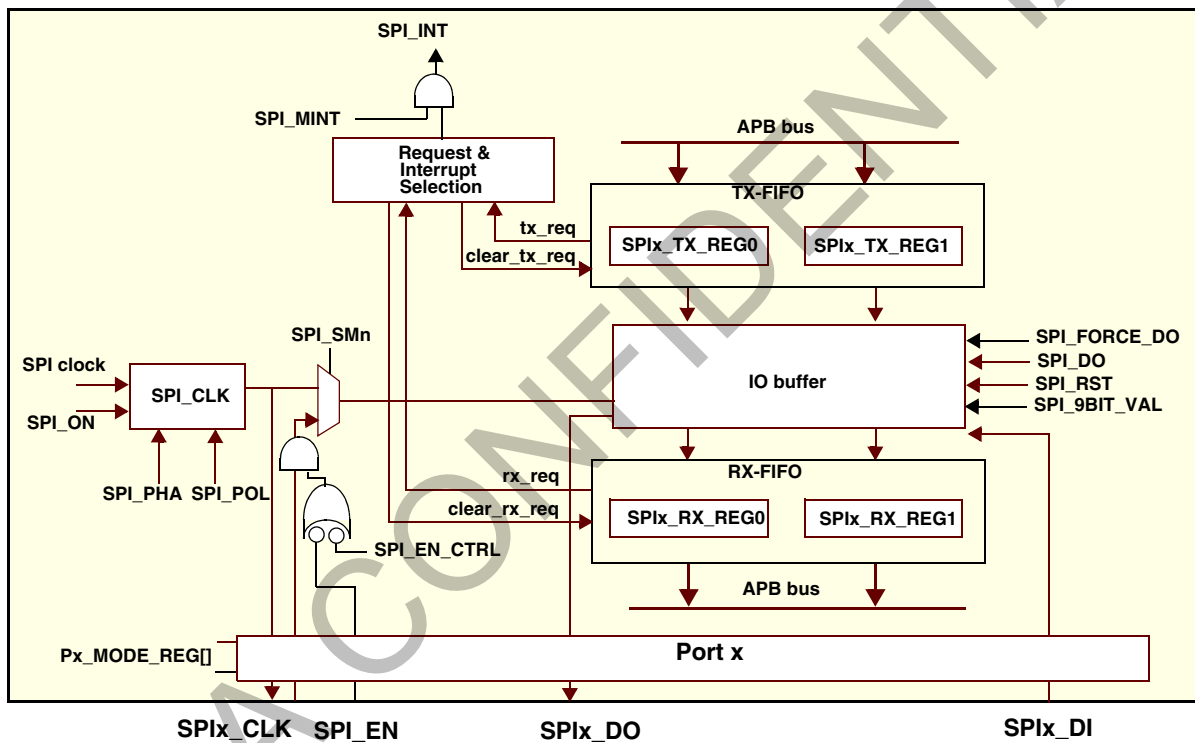 SPI_INT
SPI_MINT
APB bus
Request &
Interrupt
Selection
TX-FIFO
tx_req
SPIx_TX_REG0
SPIx_TX_REG1
clear_tx_req
SPI_SMn
SPI_FORCE_DO
SPI clock
SPI_DO
SPI_CLK
IO buffer
SPI_RST
SPI_ON
SPI_9BIT_VAL
RX-FIFO
rx_req
SPI_PHA
SPI_POL
clear_rx_req
SPIx_RX_REG0
SPIx_RX_REG1
SPI_EN_CTRL
APB bus
Px_MODE_REG[]
Port x
SPIx_CLK
SPI_EN
SPIx_DO
SPIx_DI
A CONFIDENTI